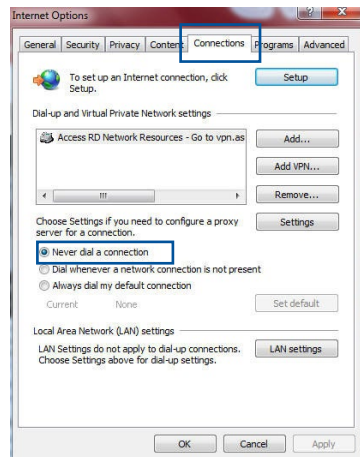 Internet Options
General Security Privacy Content Connections Programs Advanced
To set up an Internet connection, click
Setup.
Setup
Dial-up and Virtual Private Network settings
Access RD Network Resources - Go to vpn.as
Add...
Add VPN...
Remove...
Choose Settings if you need to configure a proxy
server for a connection.
Settings
Never dial a connection
Dial whenever a network connection is not present
Always dial my default connection
Current None
Set default
Local Area Network (LAN) settings
LAN Settings do not apply to dial-up connections.
Choose Settings above for dial-up settings.
LAN settings
OK Cancel Apply